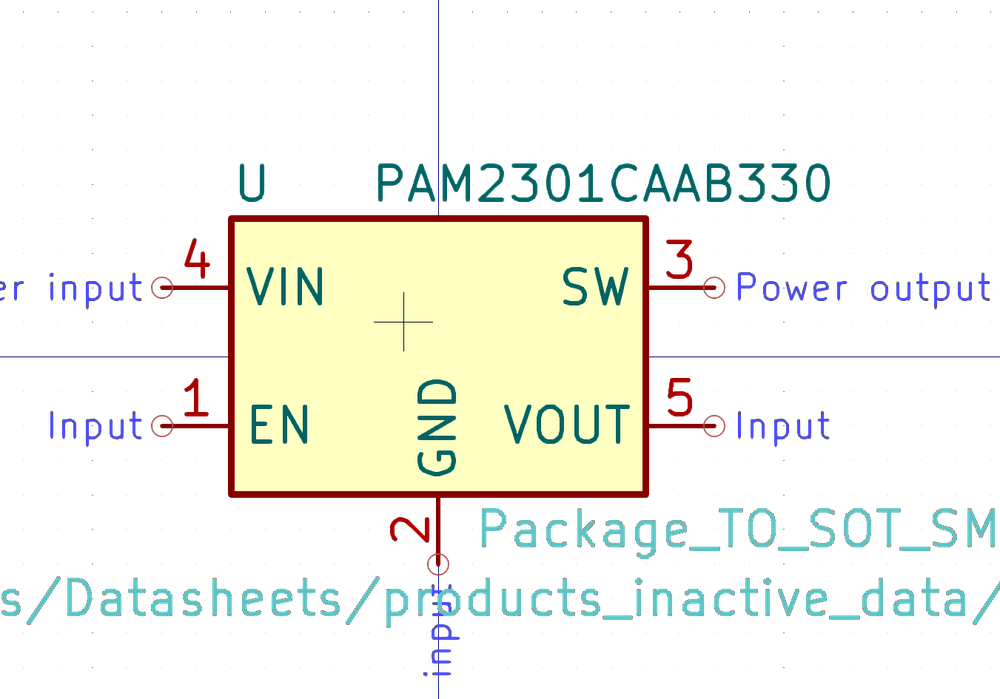 U PAM2301CAAB330
er input 4 VIN SW 3 Power output
Input 1 EN GND VOUT 5 Input
2 Package_TO_SOT_SM
s/Datasheets/products_inactive_data/
input